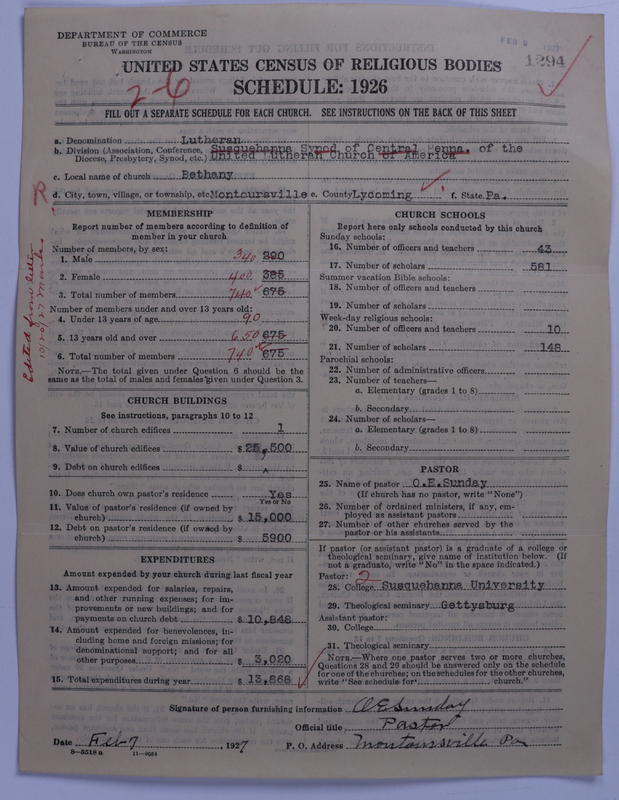 DEPARTMENT OF COMMERCE
BUREAU OF THE CENSUS
WASHINGTON
1294
UNITED STATES CENSUS OF RELIGIOUS BODIES
SCHEDULE: 1926
2-6
FILL OUT A SEPARATE SCHEDULE FOR EACH CHURCH. SEE INSTRUCTIONS ON THE BACK OF THIS SHEET
a. Denomination Lutheran
b. Division (Association, Conference, Diocese, Presbytery, Synod, etc.) Susquehanna Synod of Central Penna. of the
United Lutheran Church of America
c. Local name of church Bethany
d. City, town, village, or township, etc. Montoursville e. County Lycoming f. State Pa.
Edited from letter
MEMBERSHIP
Report number of members according to definition of
member in your church
Number of members, by sex:
1. Male 340 290
2. Female 400 385
3. Total number of members 740 675
Number of members under and over 13 years old:
4. Under 13 years of age 90
5. 13 years old and over 650 675
6. Total number of members 740 675
NOTE.—The total given under Question 6 should be the
same as the total of males and females given under Question 3.
CHURCH BUILDINGS
See instructions, paragraphs 10 to 12
7. Number of church edifices 1
8. Value of church edifices $ 25,500
9. Debt on church edifices $
10. Does church own pastor's residence Yes
Yes or No
11. Value of pastor's residence (if owned by
church) $ 15,000
12. Debt on pastor's residence (if owned by
church) $ 5900
EXPENDITURES
Amount expended by your church during last fiscal year
13. Amount expended for salaries, repairs,
and other running expenses; for im-
provements or new buildings; and for
payments on church debt $ 10,848
14. Amount expended for benevolences, in-
cluding home and foreign missions; for
denominational support; and for all
other purposes $ 3,020
15. Total expenditures during year $ 13,868
CHURCH SCHOOLS
Report here only schools conducted by this church
Sunday schools:
16. Number of officers and teachers 43
17. Number of scholars 581
Summer vacation Bible schools:
18. Number of officers and teachers
19. Number of scholars
Week-day religious schools:
20. Number of officers and teachers 10
21. Number of scholars 148
Parochial schools:
22. Number of administrative officers
23. Number of teachers—
a. Elementary (grades 1 to 8)
b. Secondary
24. Number of scholars—
a. Elementary (grades 1 to 8)
b. Secondary
PASTOR
25. Name of pastor O.E.Sunday
(If church has no pastor, write "None")
26. Number of ordained ministers, if any, em-
ployed as assistant pastors
27. Number of other churches served by the
pastor or his assistants
If pastor (or assistant pastor) is a graduate of a college or
theological seminary, give name of institution below. (If
not a graduate, write "No" in the space indicated.)
Pastor: 2
28. College Susquehanna University
29. Theological seminary Gettysburg
Assistant pastor:
30. College
31. Theological seminary
NOTE.—Where one pastor serves two or more churches,
Questions 28 and 29 should be answered only on the schedule
for one of the churches; on the schedules for the other churches,
write "See schedule for church."
Signature of person furnishing information O E Sunday
Official title Pastor
Date Feb 7, 1927 P. O. Address Montoursville Pa
8-5518 a 11-9084